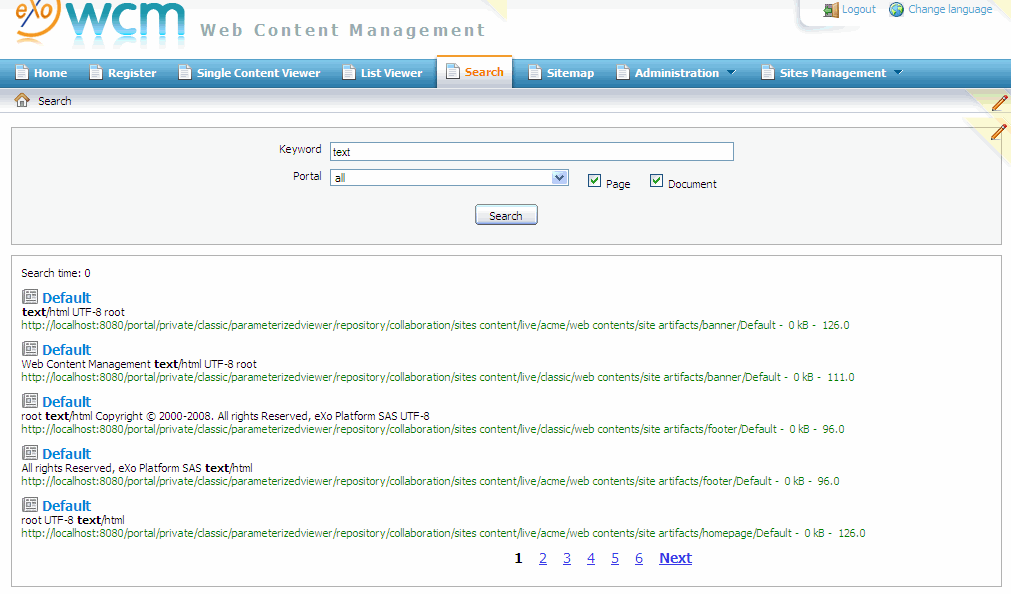 eXo wcm Web Content Management
Logout Change language
Home Register Single Content Viewer List Viewer Search Sitemap Administration Sites Management
Search
Keyword text
Portal all Page Document
Search
Search time: 0
Default
text/html UTF-8 root
http://localhost:8080/portal/private/classic/parameterizedviewer/repository/collaboration/sites content/live/acme/web contents/site artifacts/banner/Default - 0 kB - 126.0
Default
Web Content Management text/html UTF-8 root
http://localhost:8080/portal/private/classic/parameterizedviewer/repository/collaboration/sites content/live/classic/web contents/site artifacts/banner/Default - 0 kB - 111.0
Default
root text/html Copyright © 2000-2008. All rights Reserved, eXo Platform SAS UTF-8
http://localhost:8080/portal/private/classic/parameterizedviewer/repository/collaboration/sites content/live/classic/web contents/site artifacts/footer/Default - 0 kB - 96.0
Default
All rights Reserved, eXo Platform SAS text/html
http://localhost:8080/portal/private/classic/parameterizedviewer/repository/collaboration/sites content/live/acme/web contents/site artifacts/footer/Default - 0 kB - 96.0
Default
root UTF-8 text/html
http://localhost:8080/portal/private/classic/parameterizedviewer/repository/collaboration/sites content/live/acme/web contents/site artifacts/homepage/Default - 0 kB - 126.0
1 2 3 4 5 6 Next